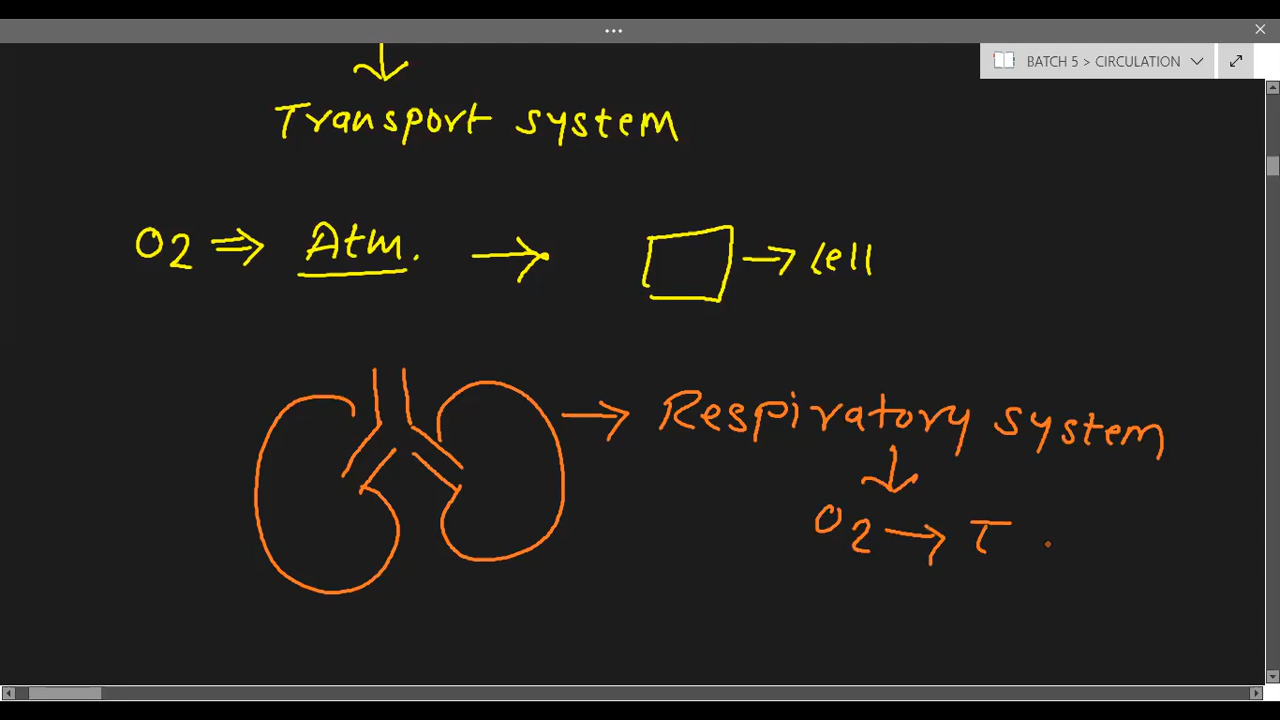 ...
BATCH 5 > CIRCULATION
Transport system
O2 ⇒ Atm. → → cell
→ Respiratory system
↓
O2 → T